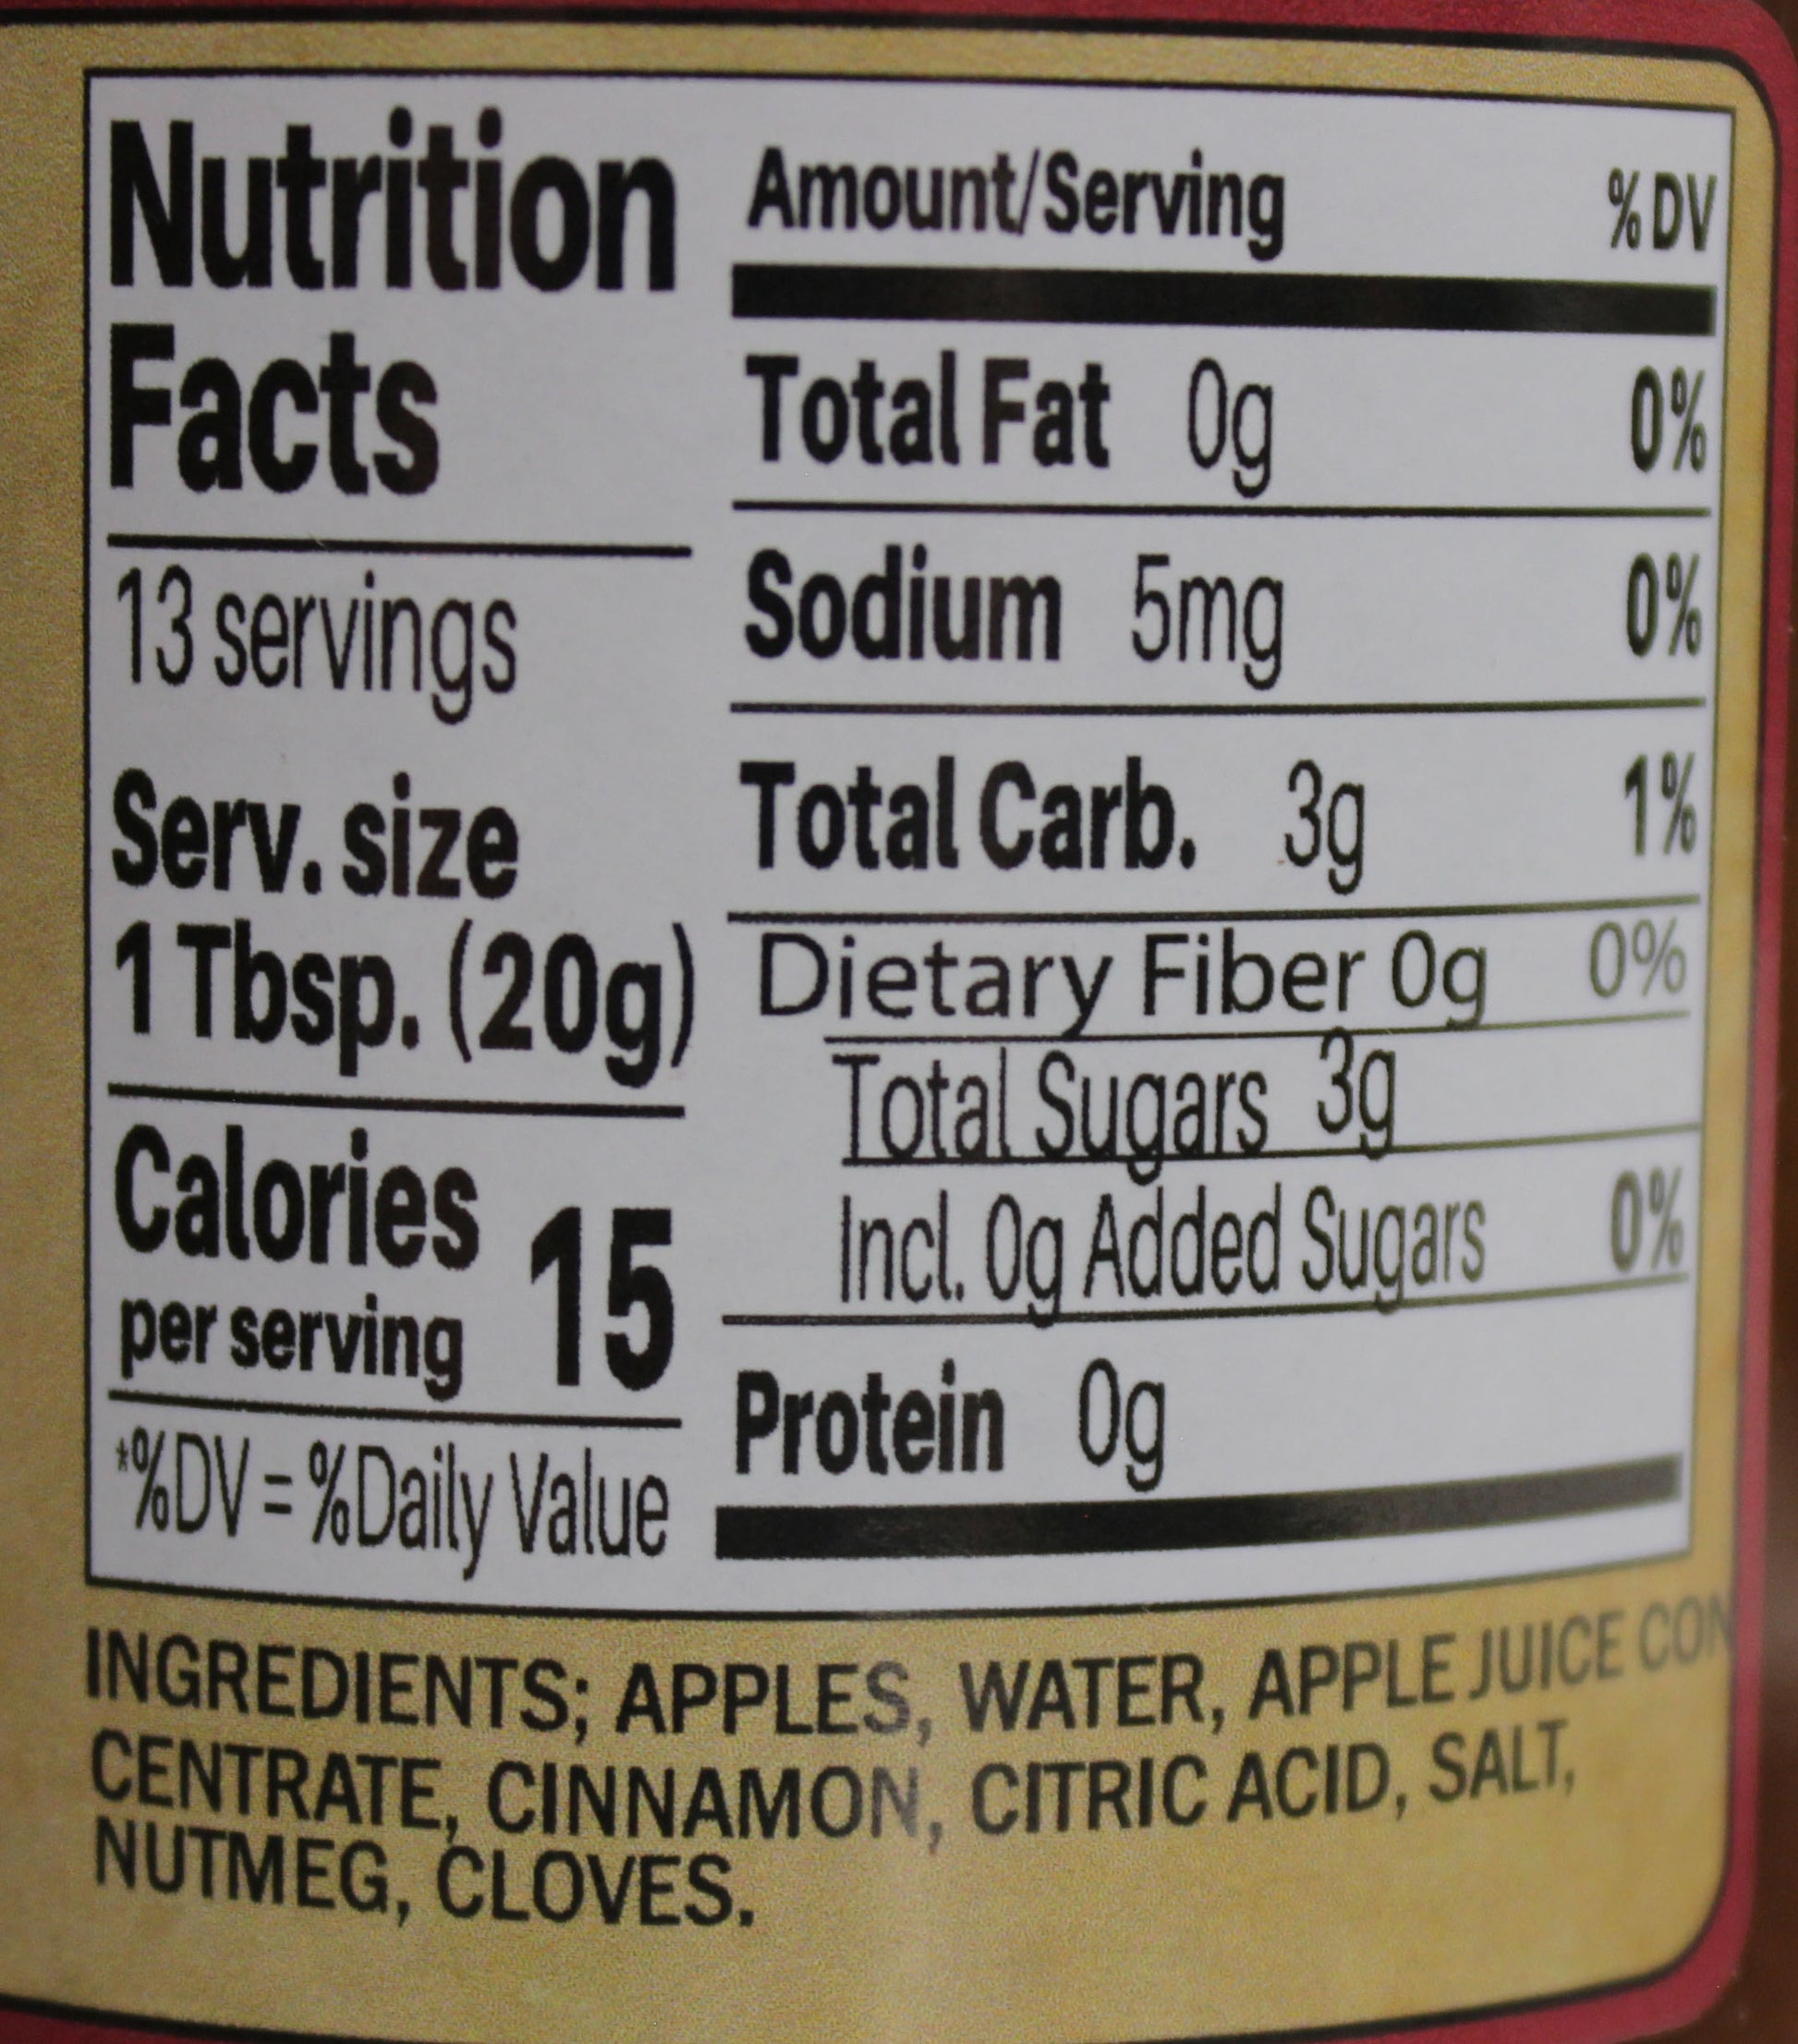 Nutrition
Facts
13 servings
Serv. size
1 Tbsp. (20g)
Calories
per serving 15
*%DV = %Daily Value
Amount/Serving % DV
Total Fat 0g 0%
Sodium 5mg 0%
Total Carb. 3g 1%
Dietary Fiber 0g 0%
Total Sugars 3g
Incl. 0g Added Sugars 0%
Protein 0g
INGREDIENTS; APPLES, WATER, APPLE JUICE CON
CENTRATE, CINNAMON, CITRIC ACID, SALT,
NUTMEG, CLOVES.